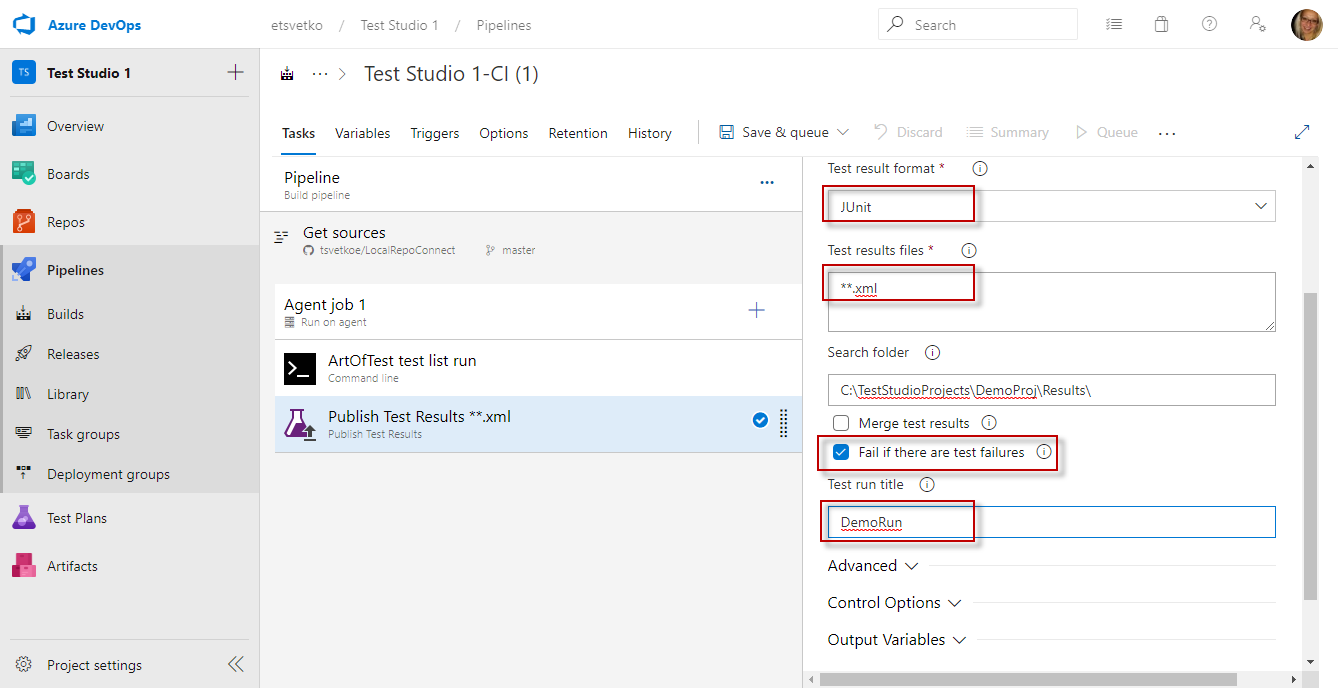 Azure DevOps
etsvetko / Test Studio 1 / Pipelines
Search
TS Test Studio 1
Overview
Boards
Repos
Pipelines
Builds
Releases
Library
Task groups
Deployment groups
Test Plans
Artifacts
Project settings
... > Test Studio 1-CI (1)
Tasks Variables Triggers Options Retention History
Save & queue Discard Summary Queue ...
Pipeline
Build pipeline
Get sources
tsvetkoe/LocalRepoConnect master
Agent job 1
Run on agent
ArtOfTest test list run
Command line
Publish Test Results **.xml
Publish Test Results
Test result format *
JUnit
Test results files *
**.xml
Search folder
C:\TestStudioProjects\DemoProj\Results\
Merge test results
Fail if there are test failures
Test run title
DemoRun
Advanced
Control Options
Output Variables